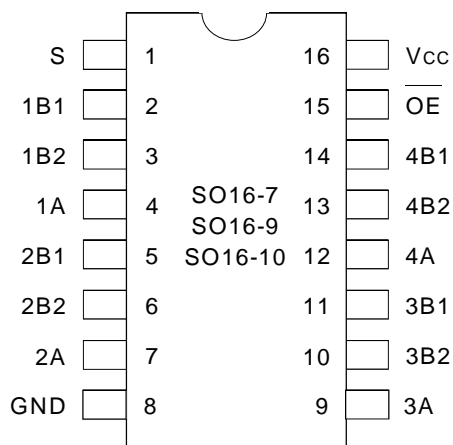 S 1 16 Vcc
1B1 2 15 O̅E̅
1B2 3 14 4B1
1A 4 SO16-7 13 4B2
SO16-9
2B1 5 SO16-10 12 4A
2B2 6 11 3B1
2A 7 10 3B2
GND 8 9 3A